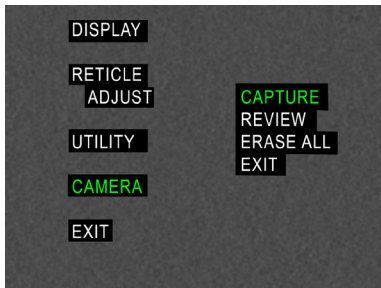 DISPLAY
RETICLE
ADJUST
UTILITY
CAMERA
EXIT
CAPTURE
REVIEW
ERASE ALL
EXIT